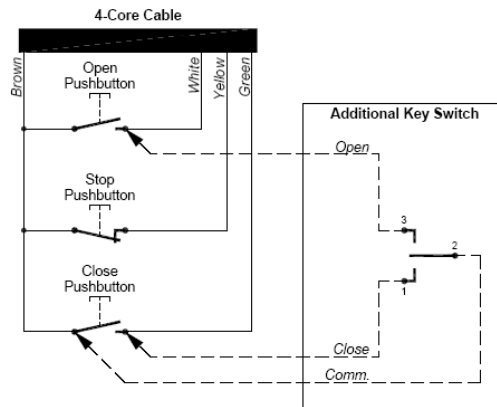 4-Core Cable
Brown
White
Yellow
Green
Open
Pushbutton
Stop
Pushbutton
Close
Pushbutton
Additional Key Switch
Open
3
2
1
Close
Comm.